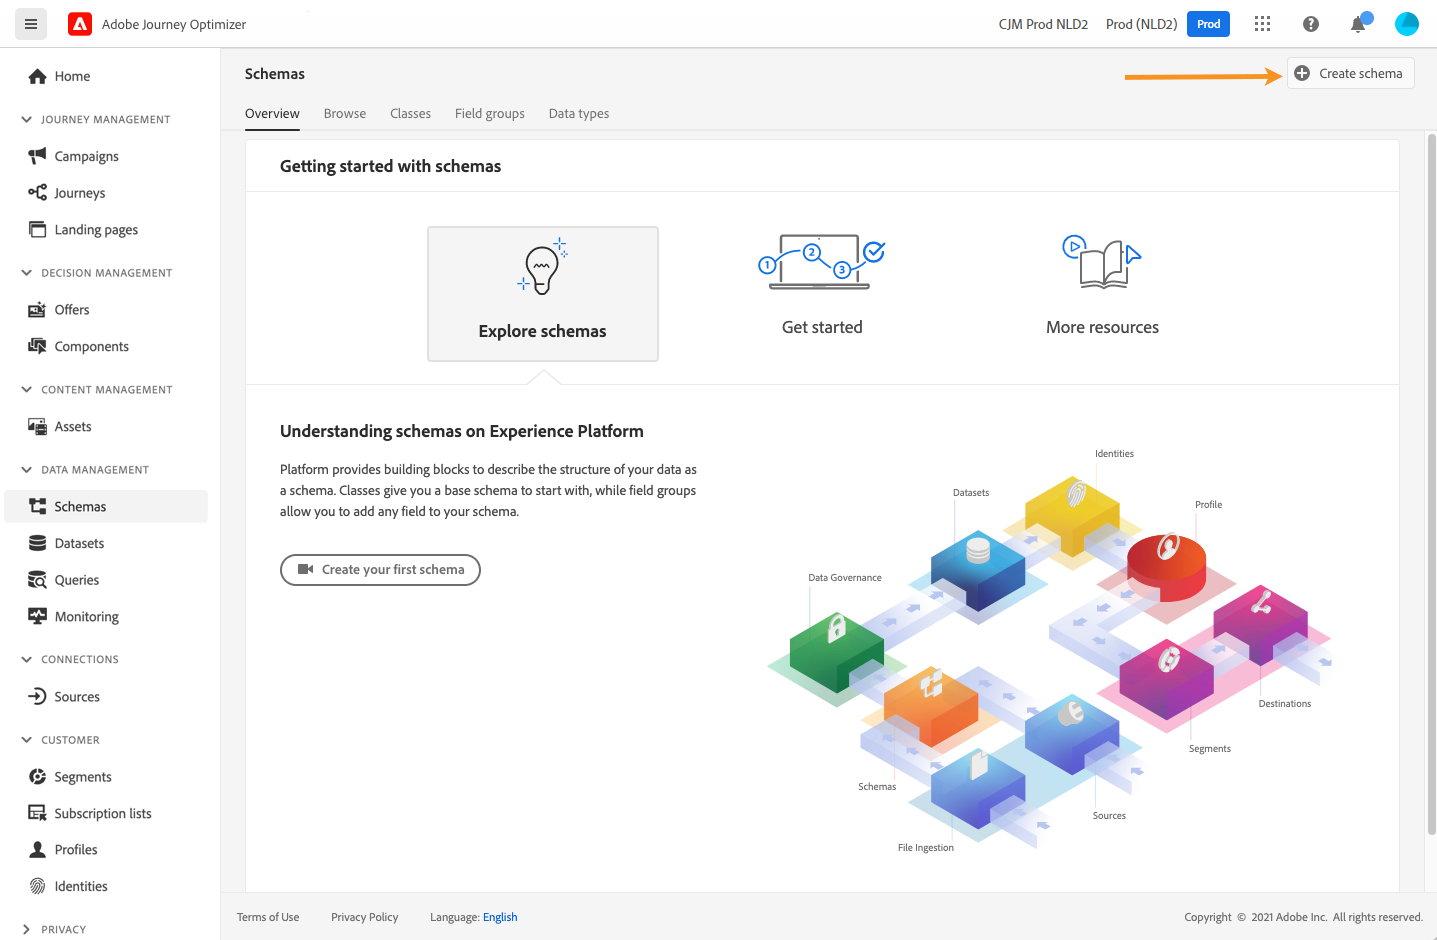 Adobe Journey Optimizer
CJM Prod NLD2
Prod (NLD2)
Prod
Home
JOURNEY MANAGEMENT
Campaigns
Journeys
Landing pages
DECISION MANAGEMENT
Offers
Components
CONTENT MANAGEMENT
Assets
DATA MANAGEMENT
Schemas
Datasets
Queries
Monitoring
CONNECTIONS
Sources
CUSTOMER
Segments
Subscription lists
Profiles
Identities
PRIVACY
Schemas
Create schema
Overview
Browse
Classes
Field groups
Data types
Getting started with schemas
Explore schemas
1
2
3
Get started
More resources
Understanding schemas on Experience Platform
Platform provides building blocks to describe the structure of your data as
a schema. Classes give you a base schema to start with, while field groups
allow you to add any field to your schema.
Create your first schema
Identities
Datasets
Profile
Data Governance
Destinations
Segments
Schemas
Sources
File Ingestion
Terms of Use
Privacy Policy
Language: English
Copyright © 2021 Adobe Inc. All rights reserved.